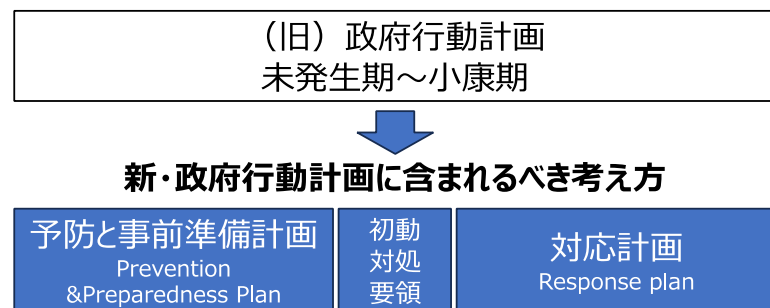 （旧）政府行動計画
未発生期～小康期
新・政府行動計画に含まれるべき考え方
予防と事前準備計画
Prevention
&Preparedness Plan
初動
対処
要領
対応計画
Response plan